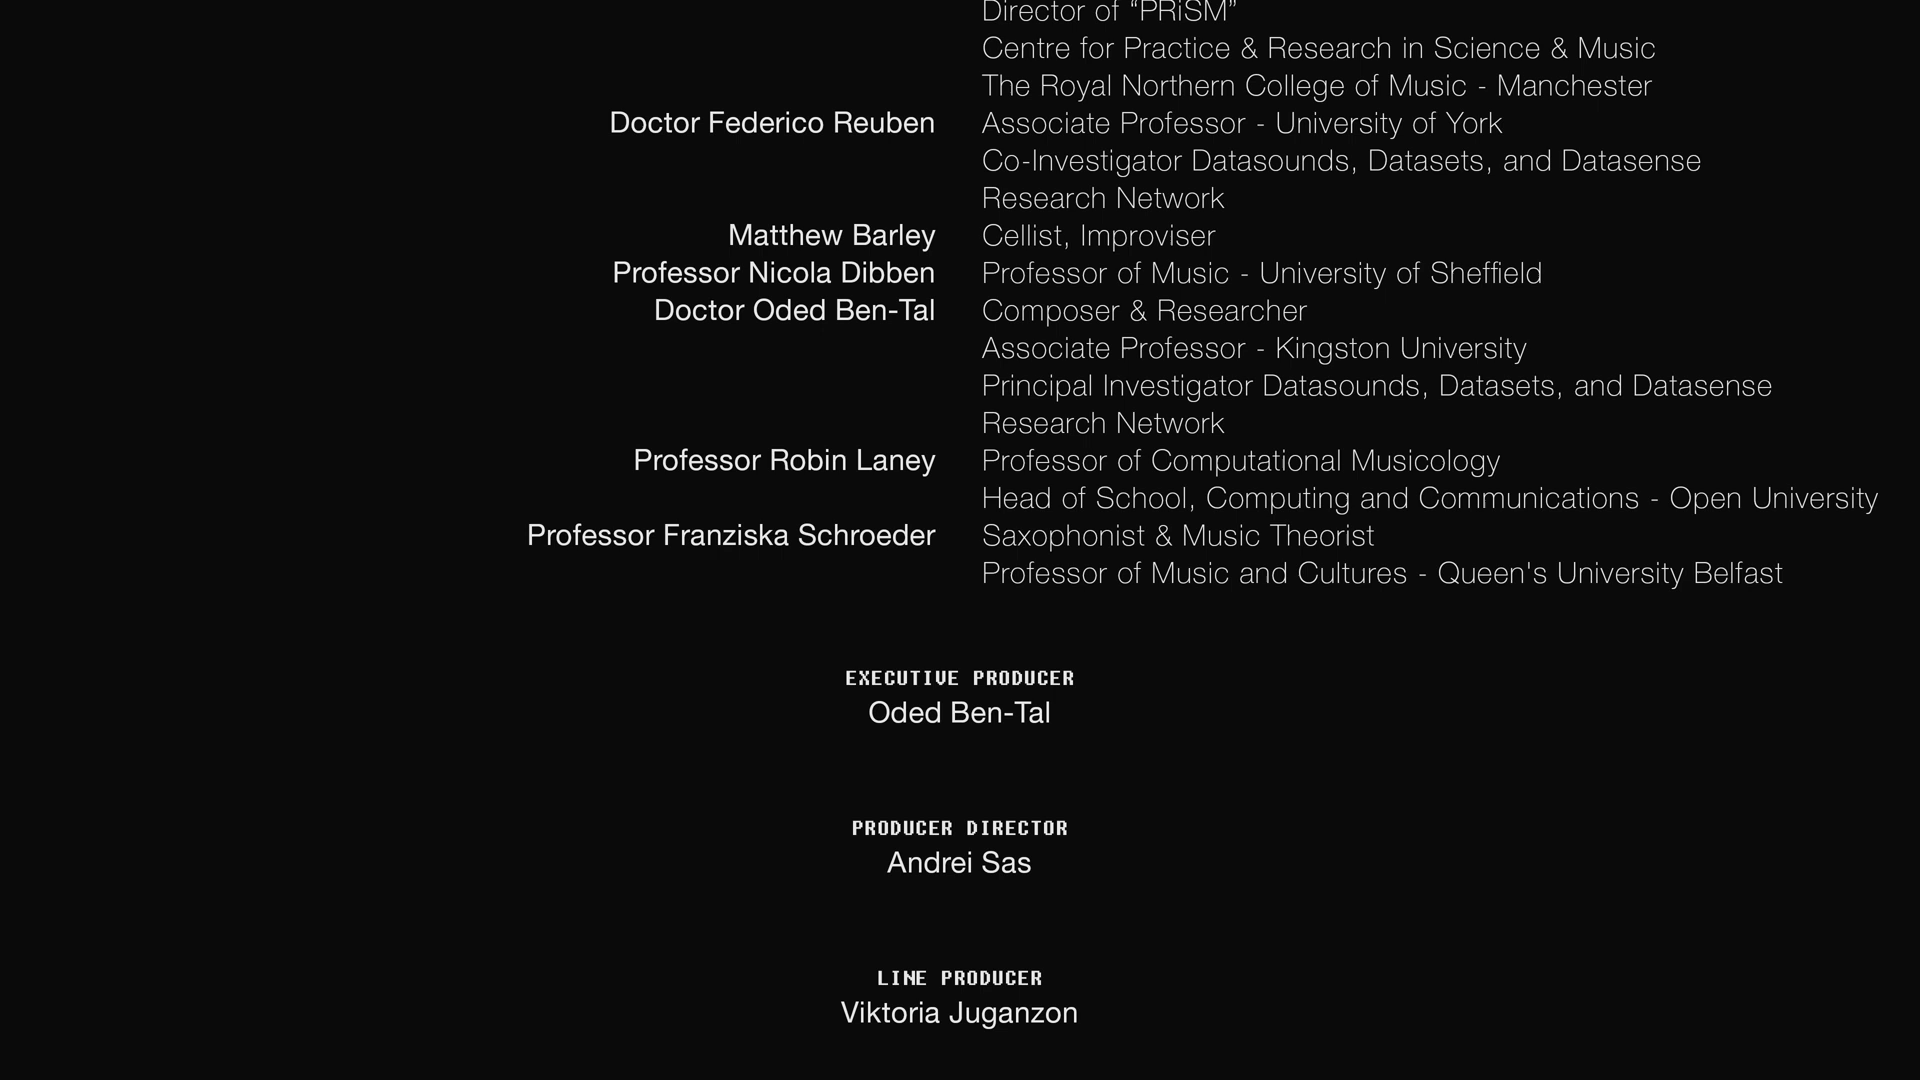 Director of “PRiSM”
Centre for Practice & Research in Science & Music
The Royal Northern College of Music - Manchester
Doctor Federico Reuben Associate Professor - University of York
Co-Investigator Datasounds, Datasets, and Datasense
Research Network
Matthew Barley Cellist, Improviser
Professor Nicola Dibben Professor of Music - University of Sheffield
Doctor Oded Ben-Tal Composer & Researcher
Associate Professor - Kingston University
Principal Investigator Datasounds, Datasets, and Datasense
Research Network
Professor Robin Laney Professor of Computational Musicology
Head of School, Computing and Communications - Open University
Professor Franziska Schroeder Saxophonist & Music Theorist
Professor of Music and Cultures - Queen's University Belfast
EXECUTIVE PRODUCER
Oded Ben-Tal
PRODUCER DIRECTOR
Andrei Sas
LINE PRODUCER
Viktoria Juganzon